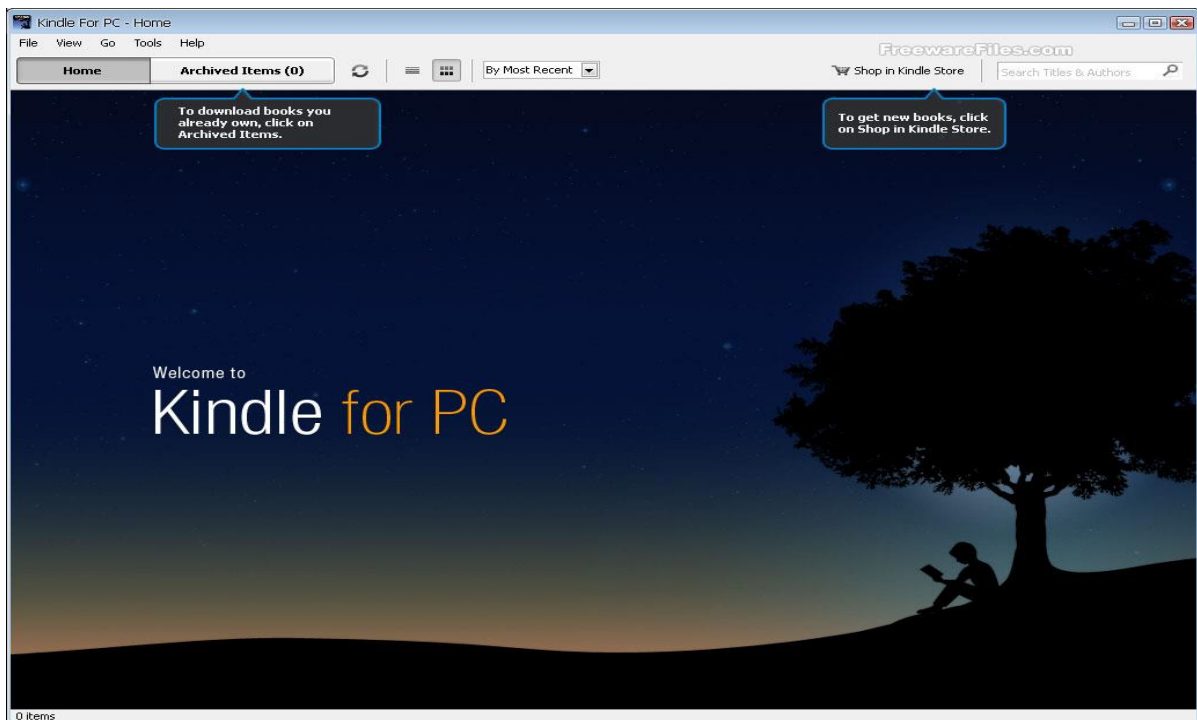 Kindle For PC - Home
File View Go Tools Help
FreewareFiles.com
Home Archived Items (0) By Most Recent Shop in Kindle Store Search Titles & Authors
To download books you
already own, click on
Archived Items.
To get new books, click
on Shop in Kindle Store.
Welcome to
Kindle for PC
0 items